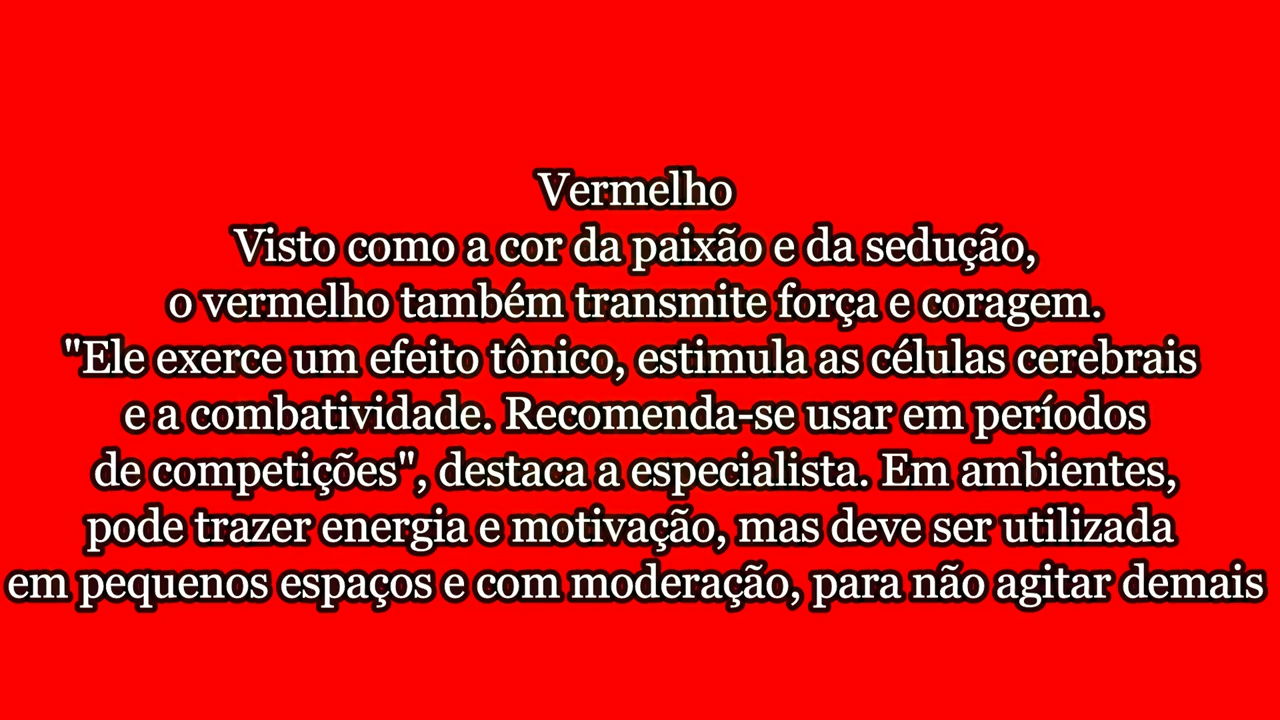 Vermelho
Visto como a cor da paixão e da sedução,
o vermelho também transmite força e coragem.
"Ele exerce um efeito tônico, estimula as células cerebrais
e a combatividade. Recomenda-se usar em períodos
de competições", destaca a especialista. Em ambientes,
pode trazer energia e motivação, mas deve ser utilizada
em pequenos espaços e com moderação, para não agitar demais